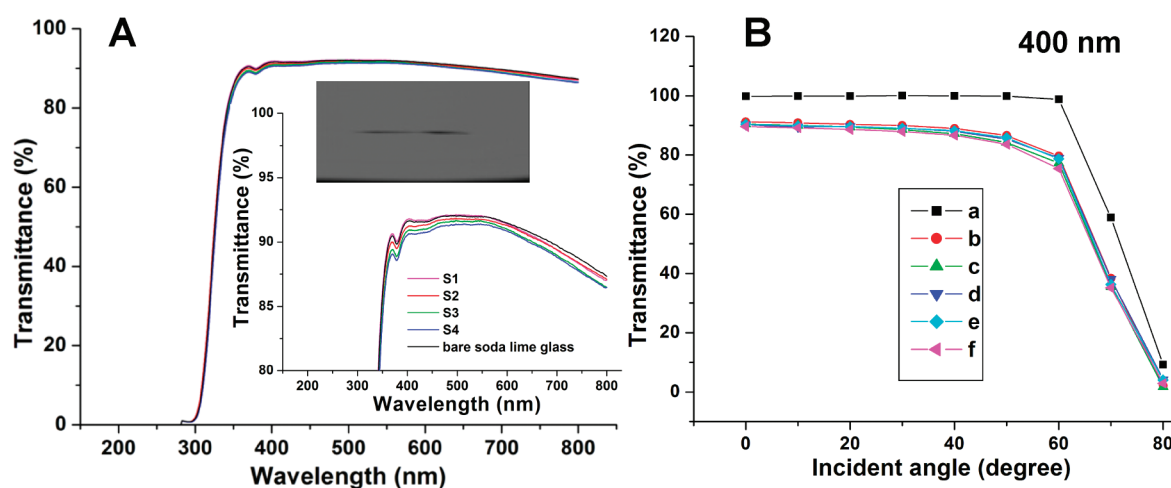 A
Transmittance (%)
100
80
60
40
20
0
200
300
400
500
600
700
800
Wavelength (nm)
Transmittance (%)
100
95
90
85
80
S1
S2
S3
S4
bare soda lime glass
200
300
400
500
600
700
800
Wavelength (nm)
B
400 nm
Transmittance (%)
120
100
80
60
40
20
0
a
b
c
d
e
f
0
20
40
60
80
Incident angle (degree)